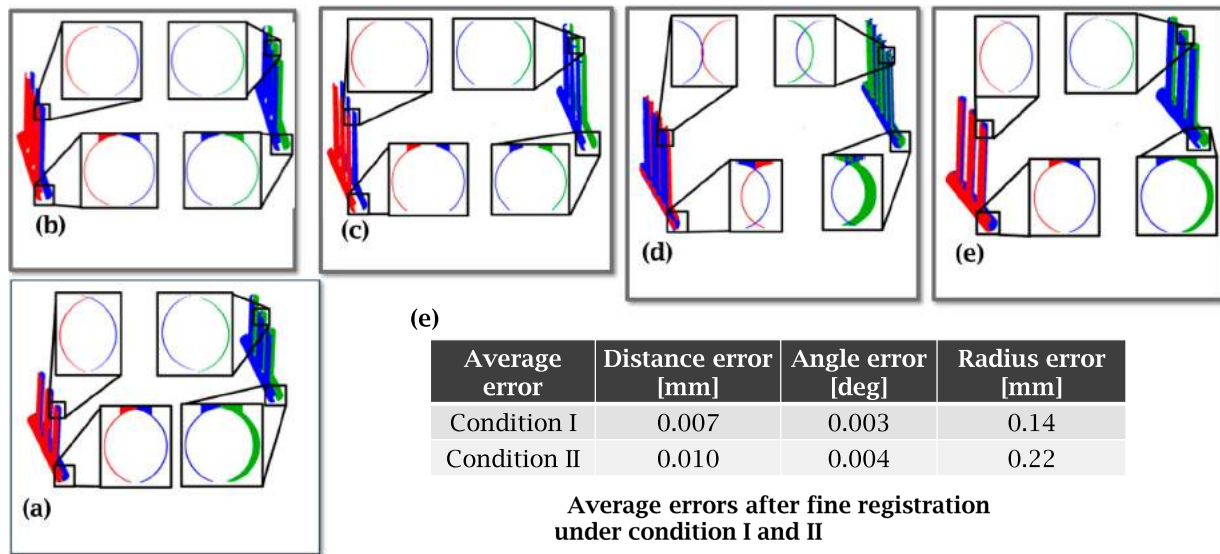 (b)
(c)
(d)
(e)
(a)
(e)
Average error
Distance error [mm]
Angle error [deg]
Radius error [mm]
Condition I 0.007 0.003 0.14
Condition II 0.010 0.004 0.22
Average errors after fine registration
under condition I and II